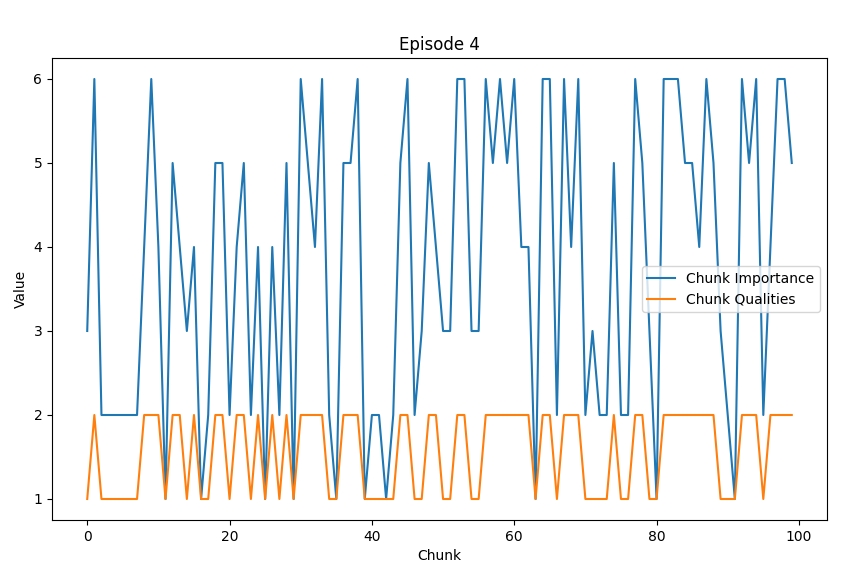 Episode 4
Value
6
5
4
3
2
1
Chunk Importance
Chunk Qualities
0 20 40 60 80 100
Chunk